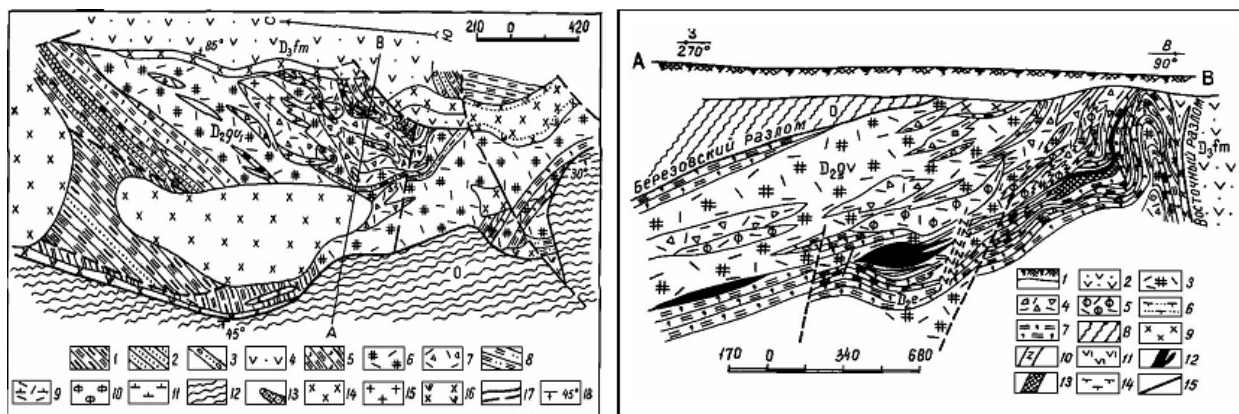 С Ю
210 0 420
85°
D₃fm
В
D₂gv
30°
О
45°
А
1 2 3 4 5 6 7 8
9 10 11 12 13 14 15 16 17 45° 18
270°
В
90°
А В
О
БЕРЕЗОВСКИЙ РАЗЛОМ
D₂gv
D₃fm
ВОСТОЧНЫЙ РАЗЛОМ
D₂e
170 0 340 680
1 2 3
4 5 6
7 8 9
10 11 12
13 14 15